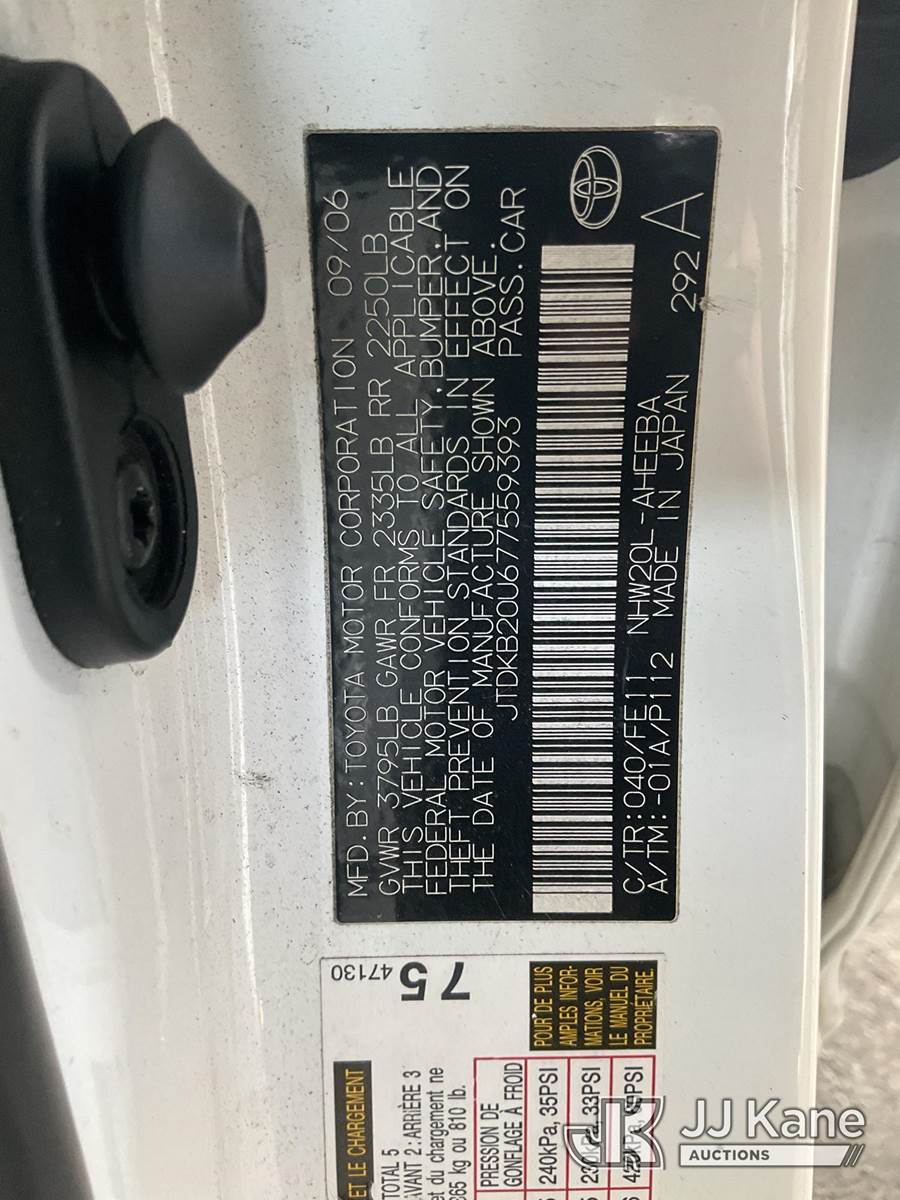 MFD.BY:TOYOTA MOTOR CORPORATION 09/06
GVWR 3795LB GAWR FR 2335LB RR 2250LB
THIS VEHICLE CONFORMS TO ALL APPLICABLE
FEDERAL MOTOR VEHICLE SAFETY,BUMPER,AND
THEFT PREVENTION STANDARDS IN EFFECT ON
THE DATE OF MANUFACTURE SHOWN ABOVE.
JTDKB20U677559393 PASS.CAR
C/TR:040/FE11 NHW20L-AHEEBA 292
A/TM:-01A/P112 MADE IN JAPAN
A
75
47130
ET LE CHARGEMENT
TOTAL 5
AVANT 2:ARRIÈRE 3
et du chargement ne
365 kg ou 810 lb.
PRESSION DE
GONFLAGE À FROID
240kPa, 35PSI
33PSI
PSI
POUR DE PLUS
AMPLES INFOR-
MATIONS, VOIR
LE MANUEL DU
PROPRIÉTAIRE.
JJ Kane
AUCTIONS